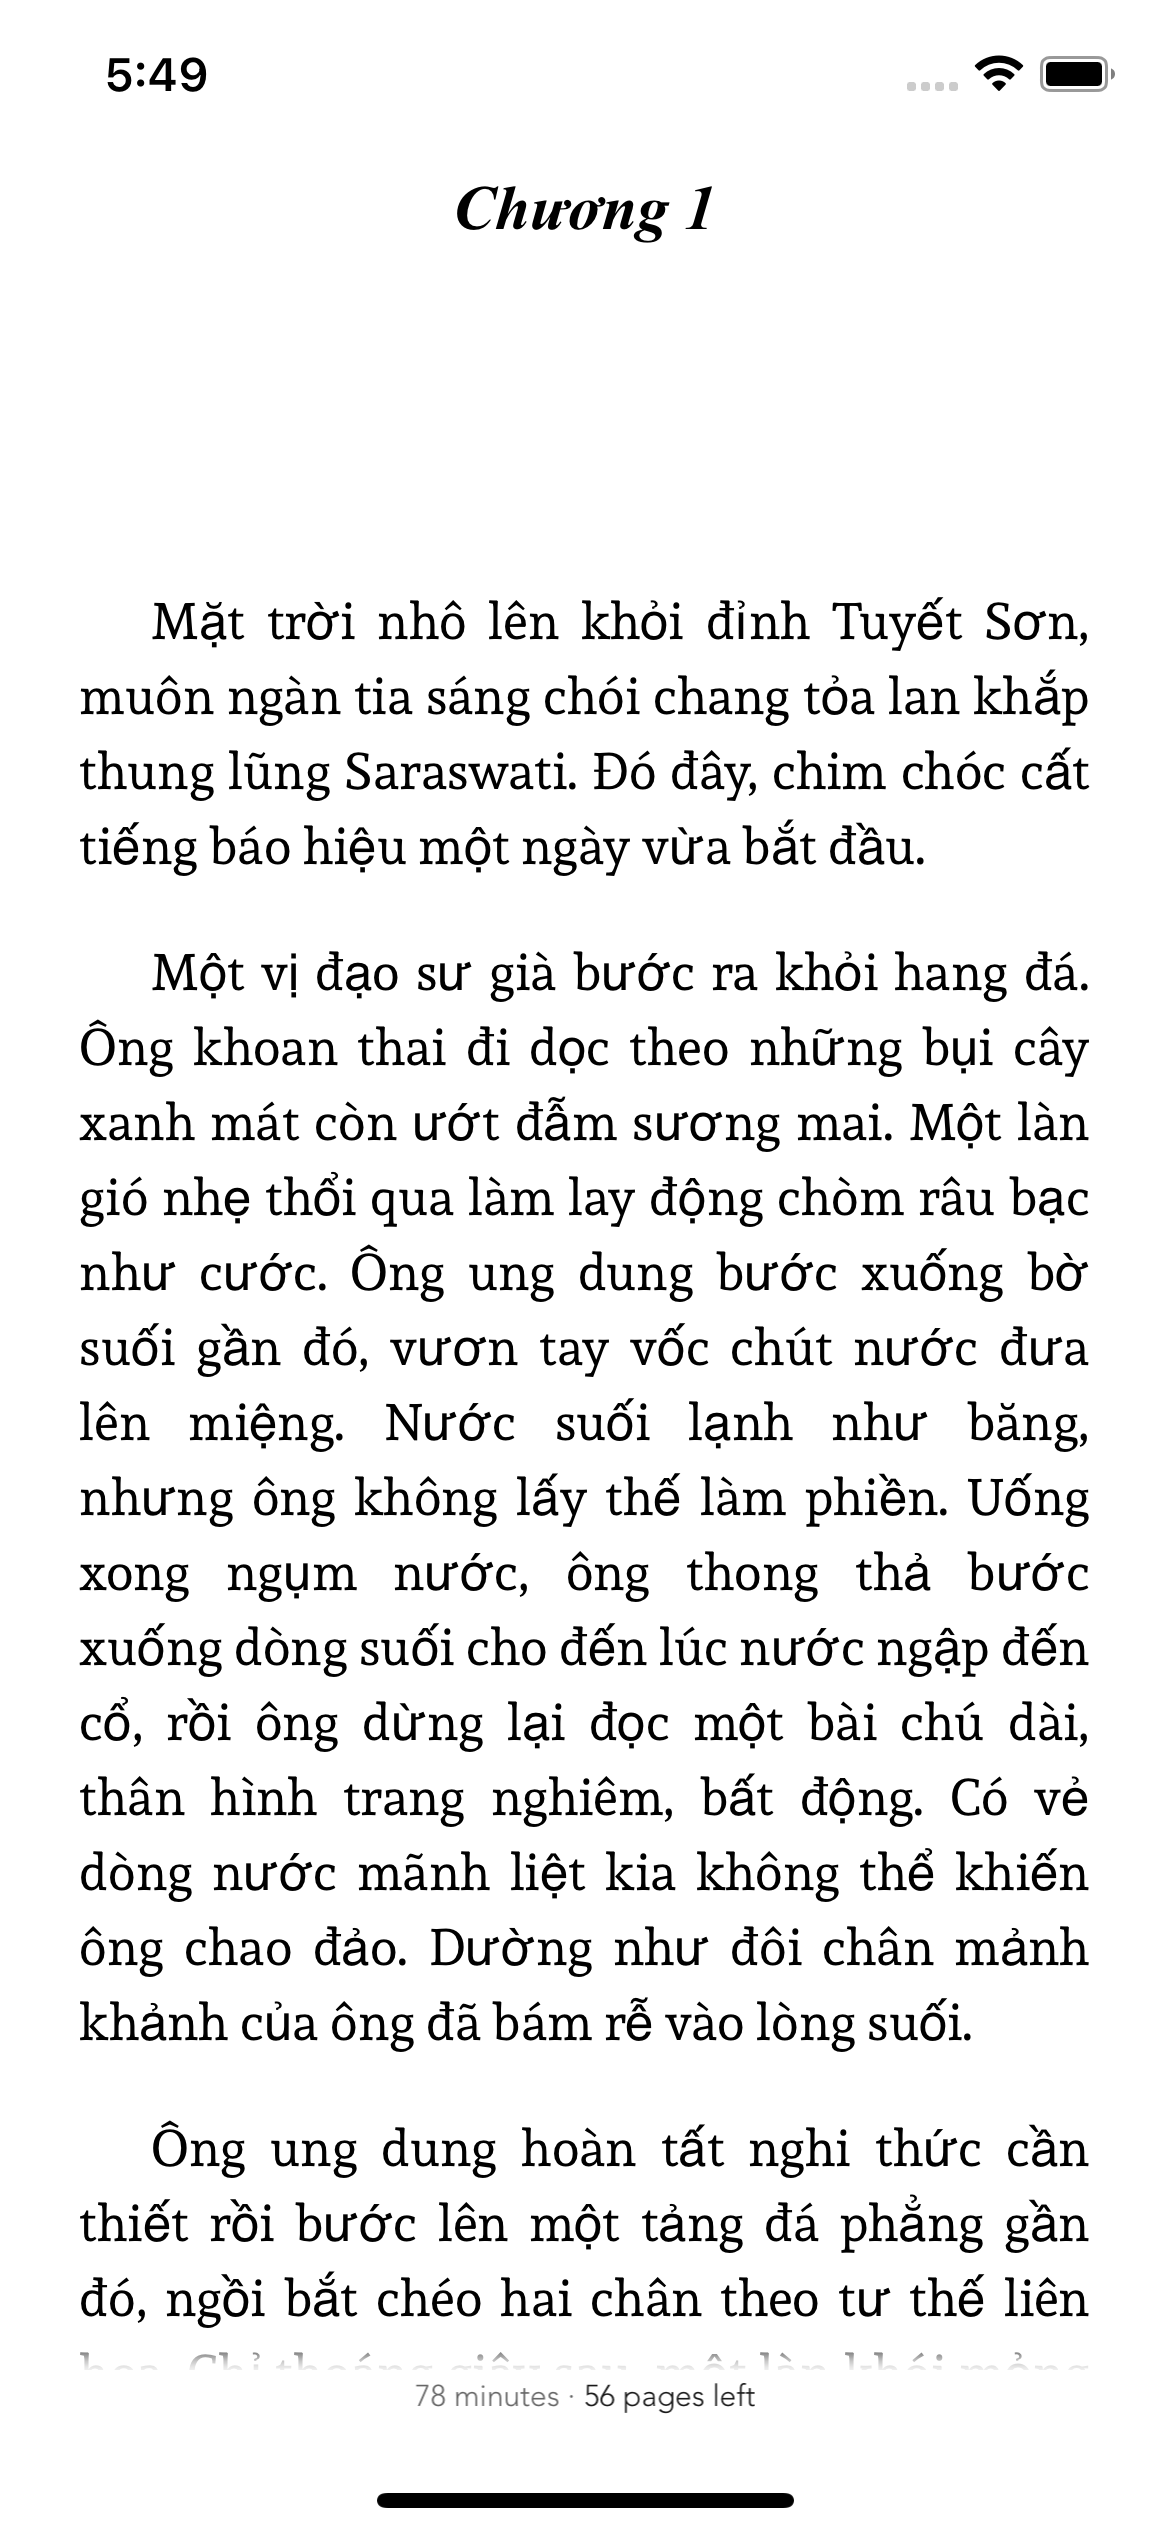 5:49
Chương 1
Mặt trời nhô lên khỏi đỉnh Tuyết Sơn,
muôn ngàn tia sáng chói chang tỏa lan khắp
thung lũng Saraswati. Đó đây, chim chóc cất
tiếng báo hiệu một ngày vừa bắt đầu.
Một vị đạo sư già bước ra khỏi hang đá.
Ông khoan thai đi dọc theo những bụi cây
xanh mát còn ướt đẫm sương mai. Một làn
gió nhẹ thổi qua làm lay động chòm râu bạc
như cước. Ông ung dung bước xuống bờ
suối gần đó, vươn tay vốc chút nước đưa
lên miệng. Nước suối lạnh như băng,
nhưng ông không lấy thế làm phiền. Uống
xong ngụm nước, ông thong thả bước
xuống dòng suối cho đến lúc nước ngập đến
cổ, rồi ông dừng lại đọc một bài chú dài,
thân hình trang nghiêm, bất động. Có vẻ
dòng nước mãnh liệt kia không thể khiến
ông chao đảo. Dường như đôi chân mảnh
khảnh của ông đã bám rễ vào lòng suối.
Ông ung dung hoàn tất nghi thức cần
thiết rồi bước lên một tảng đá phẳng gần
đó, ngồi bắt chéo hai chân theo tư thế liên
hoa. Chỉ thoáng giây sau, một làn khói mỏng
78 minutes · 56 pages left